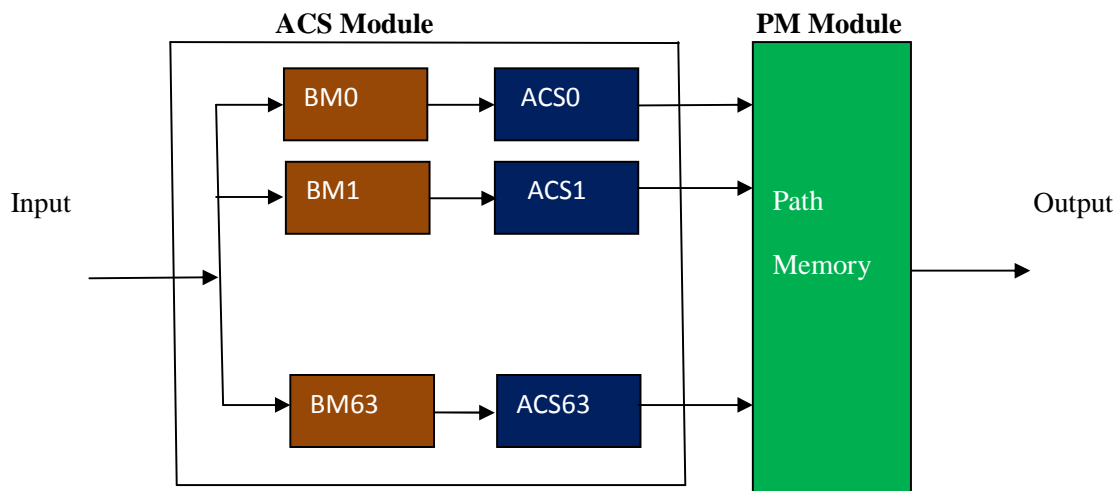 ACS Module
PM Module
BM0
ACS0
BM1
ACS1
Input
Path
Memory
Output
BM63
ACS63